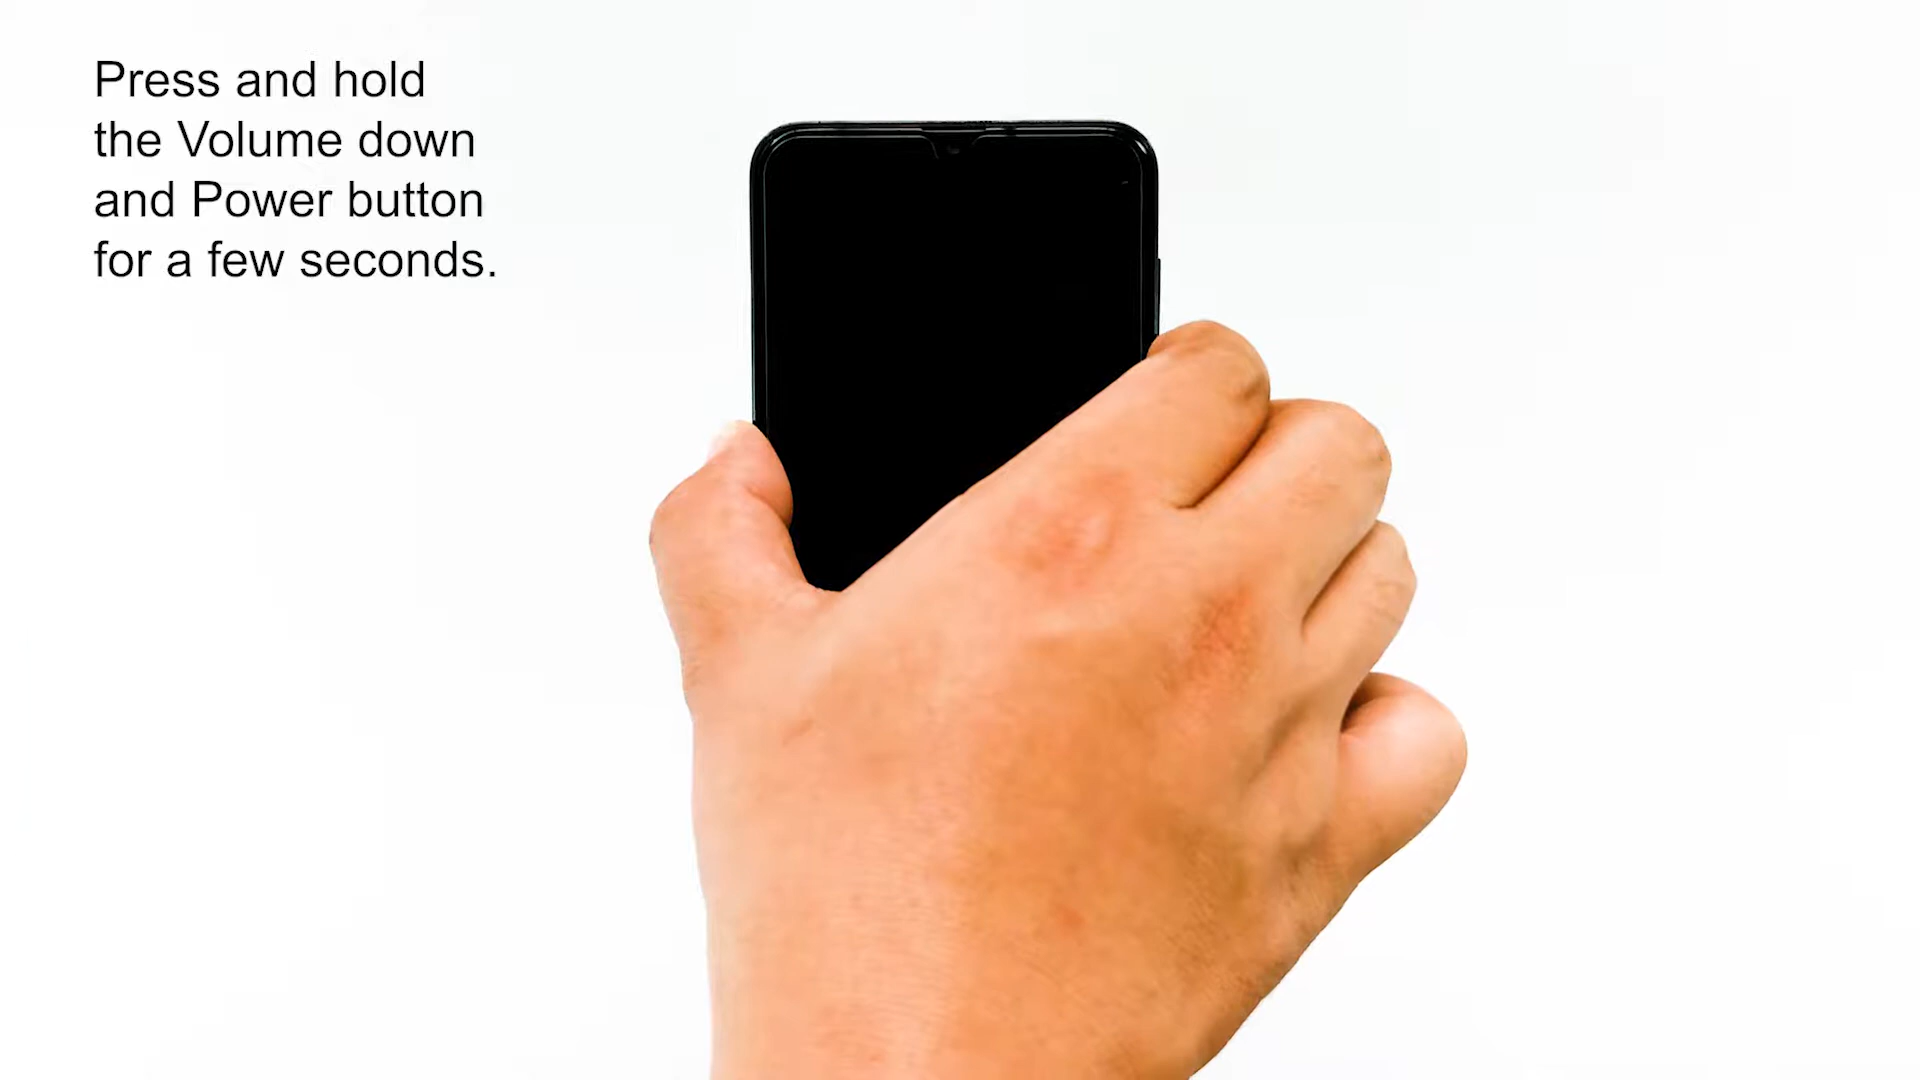 Press and hold
the Volume down
and Power button
for a few seconds.